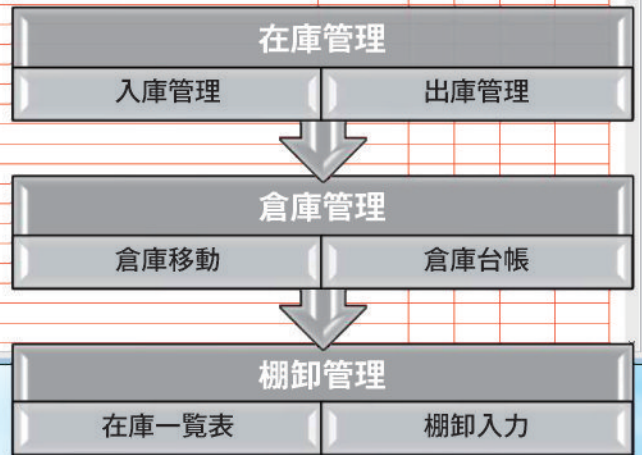 在庫管理
入庫管理 出庫管理
倉庫管理
倉庫移動 倉庫台帳
棚卸管理
在庫一覧表 棚卸入力